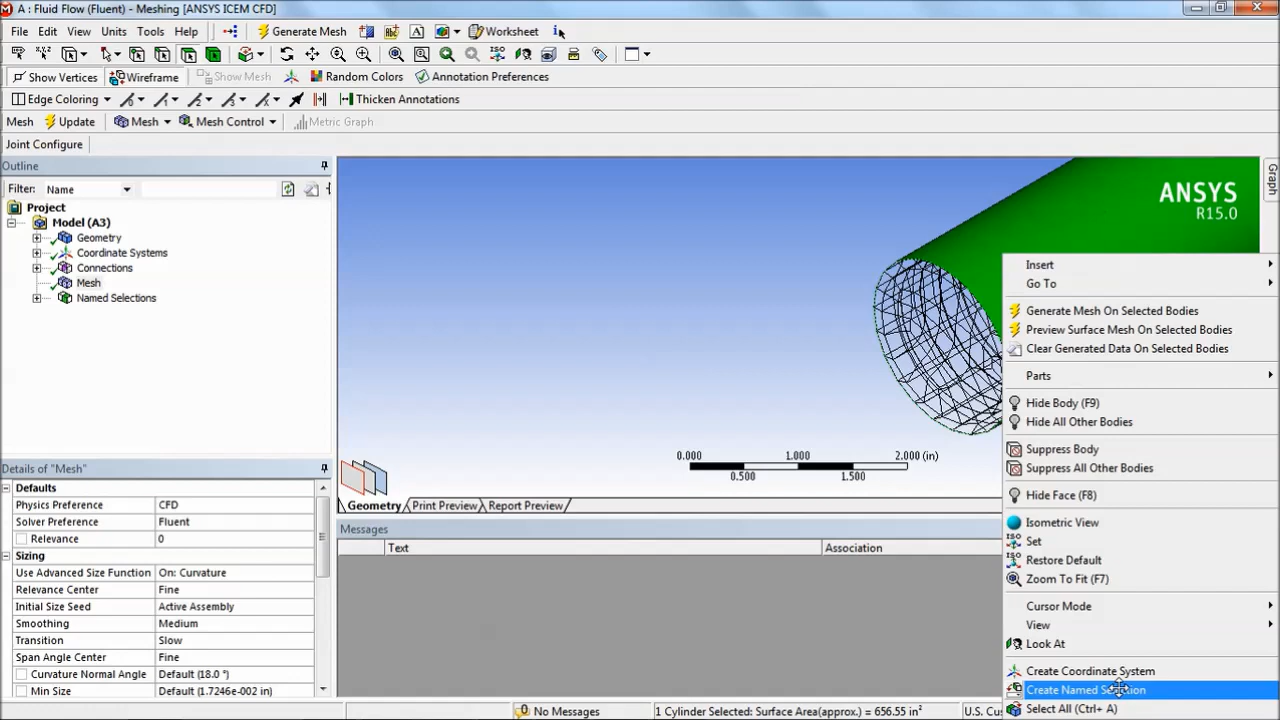 A : Fluid Flow (Fluent) - Meshing [ANSYS ICEM CFD]
File Edit View Units Tools Help Generate Mesh A Worksheet i
Show Vertices Wireframe Show Mesh Random Colors Annotation Preferences
Edge Coloring Thicken Annotations
Mesh Update Mesh Mesh Control Metric Graph
Joint Configure
Outline
Filter: Name
Project
Model (A3)
Geometry
Coordinate Systems
Connections
Mesh
Named Selections
Details of "Mesh"
Defaults
Physics Preference CFD
Solver Preference Fluent
Relevance 0
Sizing
Use Advanced Size Function On: Curvature
Relevance Center Fine
Initial Size Seed Active Assembly
Smoothing Medium
Transition Slow
Span Angle Center Fine
Curvature Normal Angle Default (18.0 °)
Min Size Default (1.7246e-002 in)
Graph
ANSYS
R15.0
0.000 1.000 2.000 (in)
0.500 1.500
Geometry Print Preview Report Preview
Messages
Text Association
Insert
Go To
Generate Mesh On Selected Bodies
Preview Surface Mesh On Selected Bodies
Clear Generated Data On Selected Bodies
Parts
Hide Body (F9)
Hide All Other Bodies
Suppress Body
Suppress All Other Bodies
Hide Face (F8)
Isometric View
ISO Set
ISO Restore Default
Zoom To Fit (F7)
Cursor Mode
View
Look At
Create Coordinate System
Create Named Selection
Select All (Ctrl+ A)
No Messages 1 Cylinder Selected: Surface Area(approx.) = 656.55 in² U.S. Cus